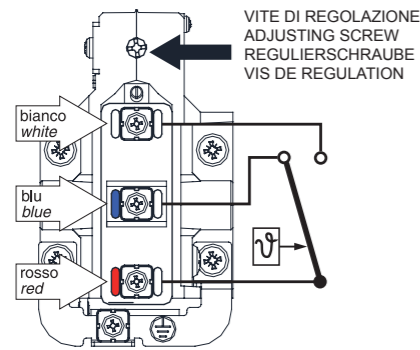 VITE DI REGOLAZIONE
ADJUSTING SCREW
REGULIERSCHRAUBE
VIS DE REGULATION
bianco
white
blu
blue
ϑ
rosso
red